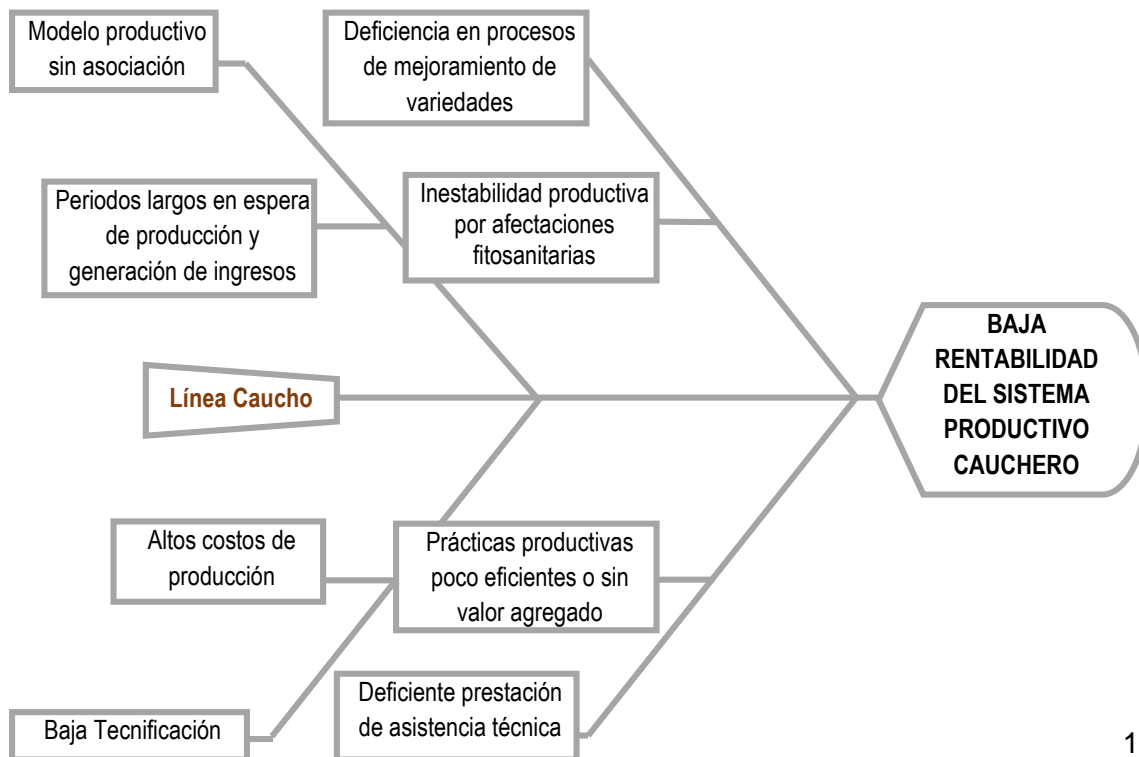 Modelo productivo
sin asociación
Deficiencia en procesos
de mejoramiento de
variedades
Periodos largos en espera
de producción y
generación de ingresos
Inestabilidad productiva
por afectaciones
fitosanitarias
Línea Caucho
BAJA
RENTABILIDAD
DEL SISTEMA
PRODUCTIVO
CAUCHERO
Altos costos de
producción
Prácticas productivas
poco eficientes o sin
valor agregado
Baja Tecnificación
Deficiente prestación
de asistencia técnica
1